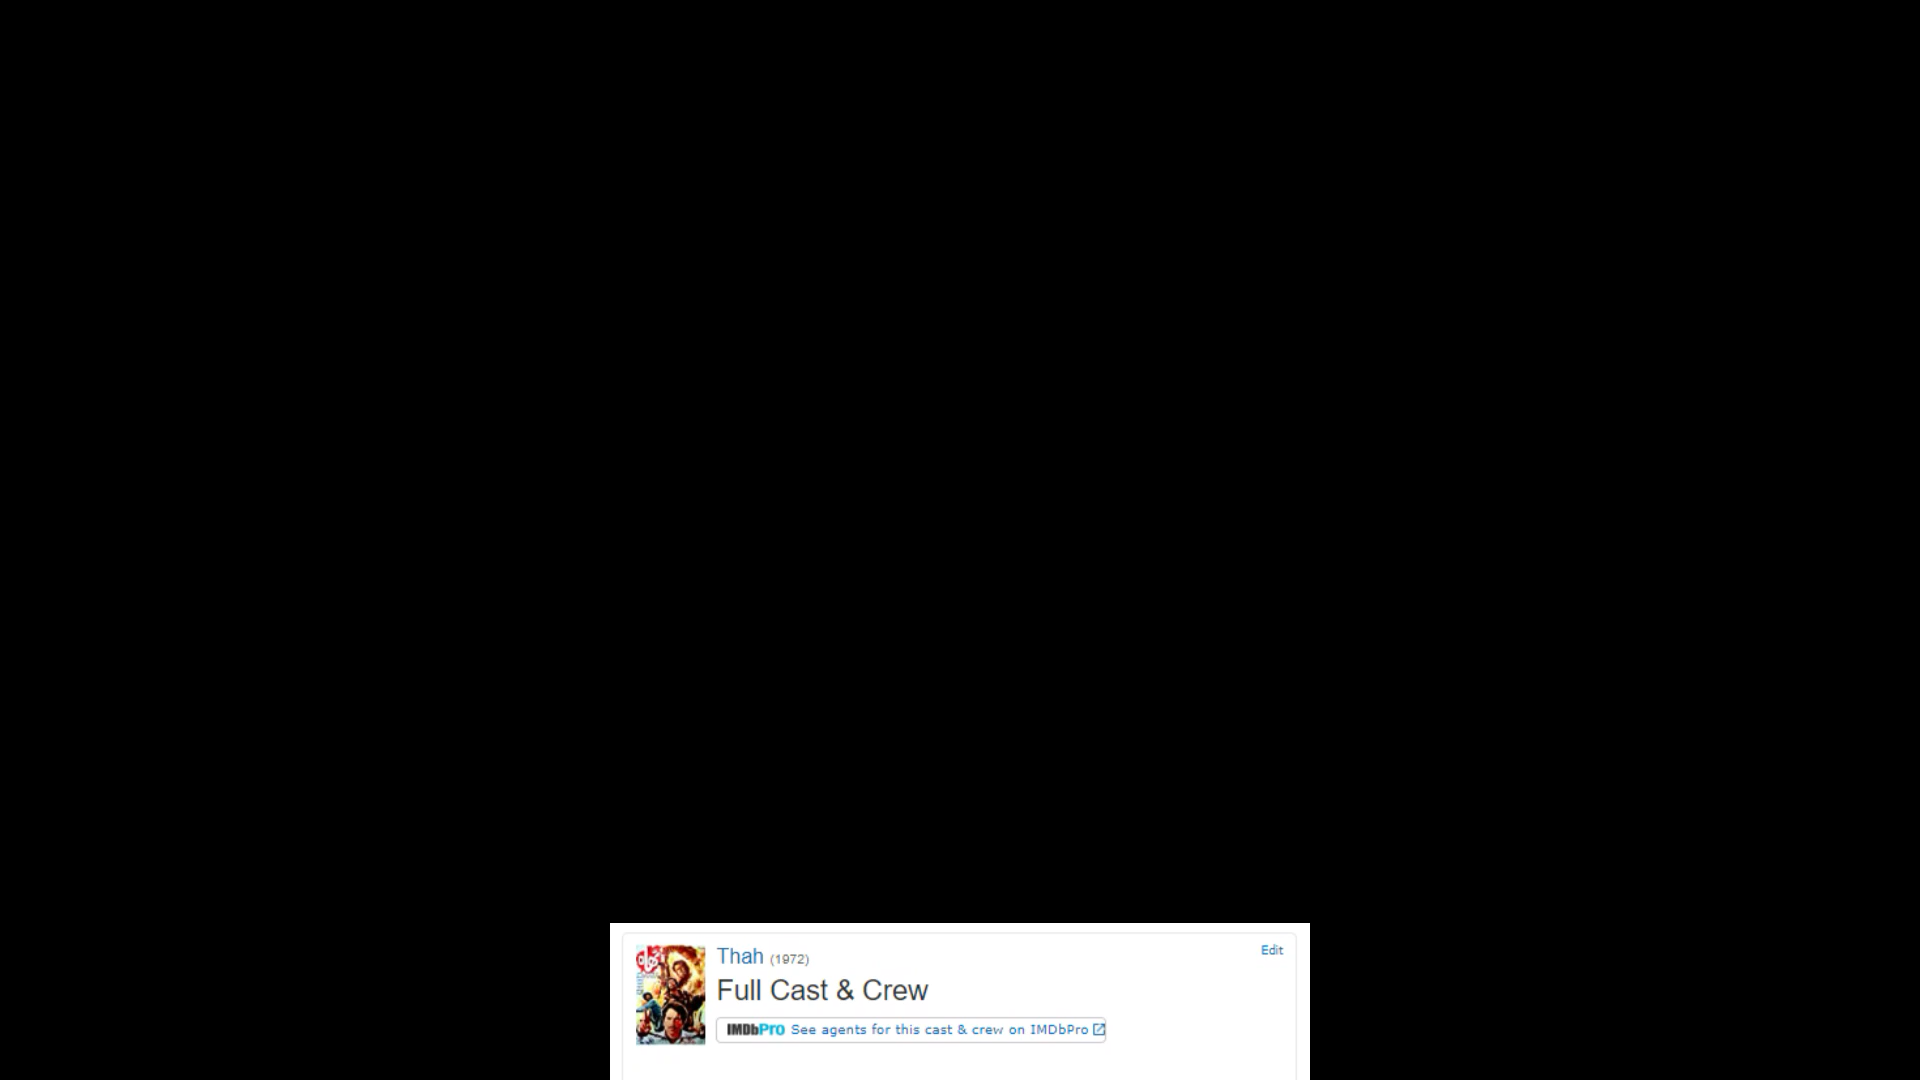 Thah (1972)
Edit
Full Cast & Crew
IMDbPro See agents for this cast & crew on IMDbPro